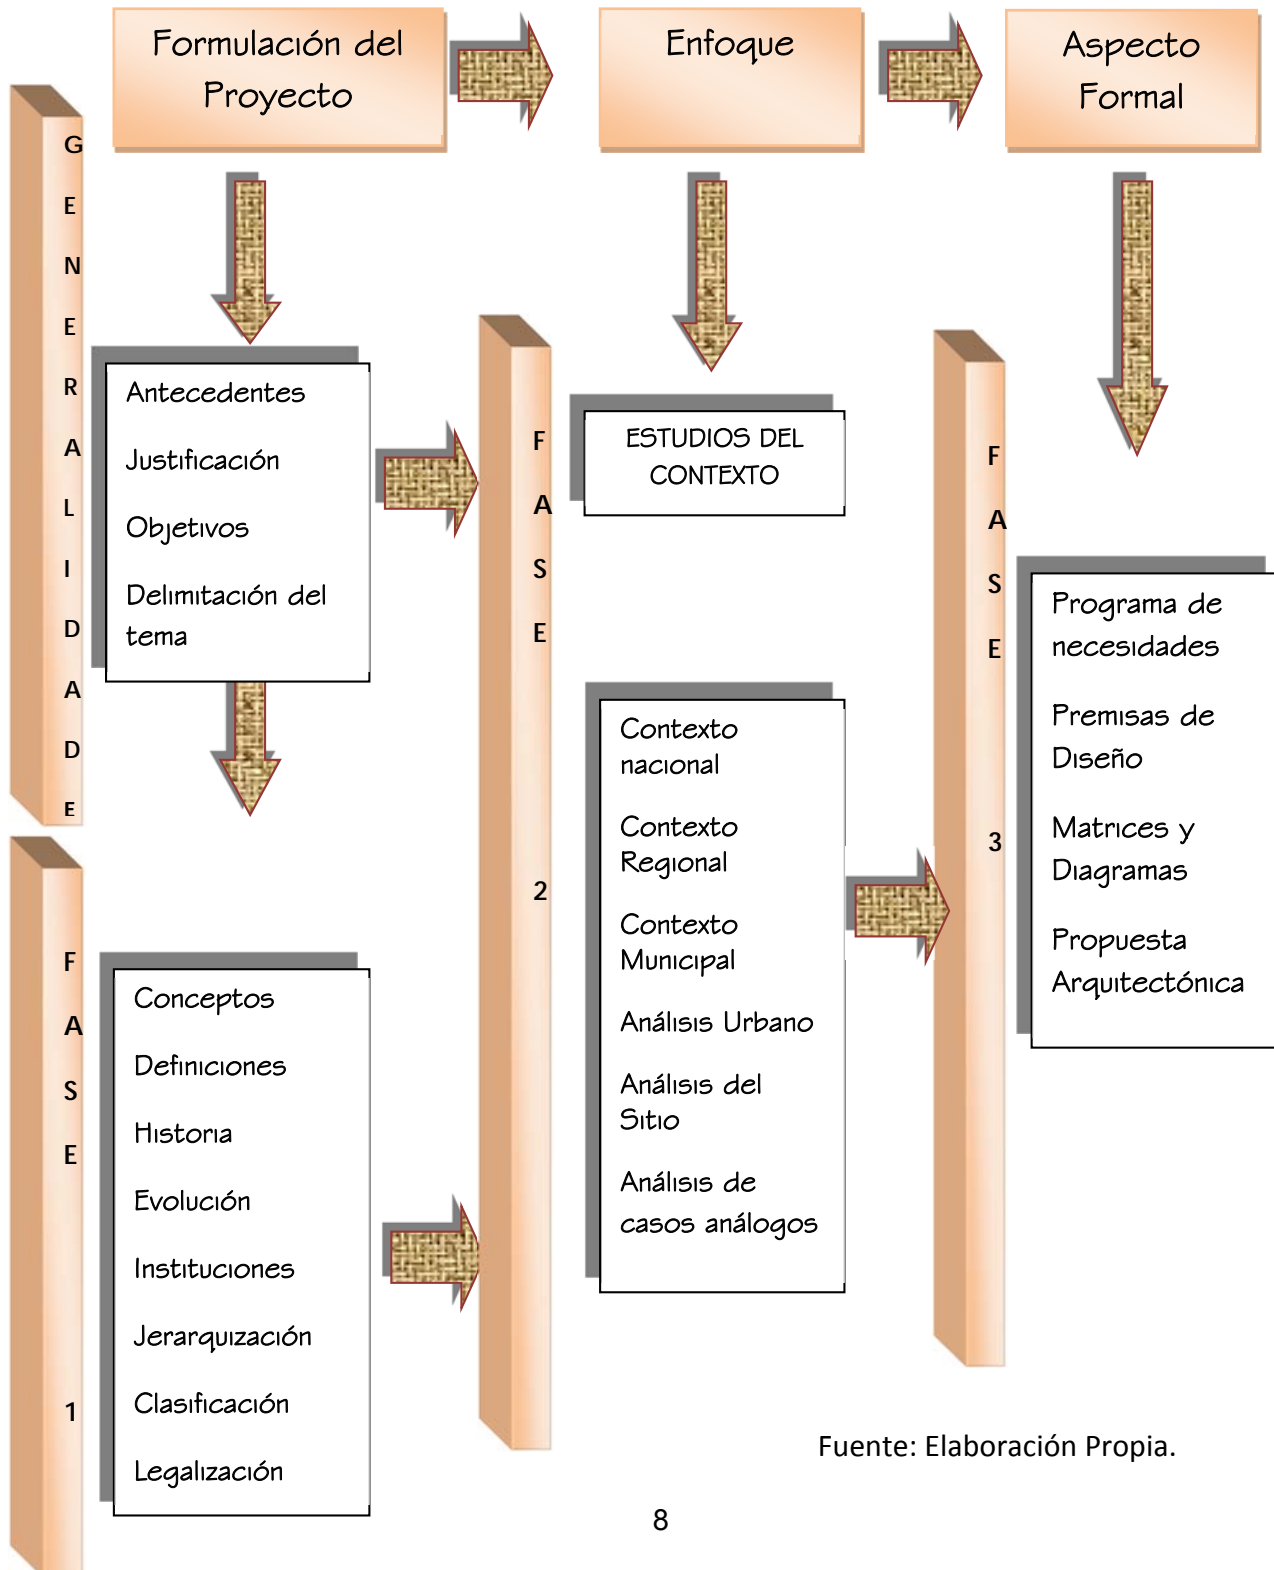 Formulación del
Proyecto
Enfoque
Aspecto
Formal
G
E
N
E
R
A
L
I
D
A
D
E
Antecedentes
Justificación
Objetivos
Delimitación del
tema
F
A
S
E
1
Conceptos
Definiciones
Historia
Evolución
Instituciones
Jerarquización
Clasificación
Legalización
F
A
S
E
2
ESTUDIOS DEL
CONTEXTO
Contexto
nacional
Contexto
Regional
Contexto
Municipal
Análisis Urbano
Análisis del
Sitio
Análisis de
casos análogos
F
A
S
E
3
Programa de
necesidades
Premisas de
Diseño
Matrices y
Diagramas
Propuesta
Arquitectónica
Fuente: Elaboración Propia.
8